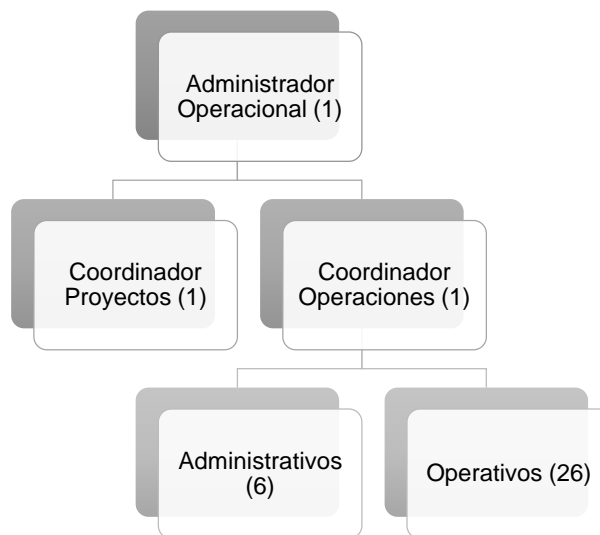 Administrador
Operacional (1)
Coordinador
Proyectos (1)
Coordinador
Operaciones (1)
Administrativos
(6)
Operativos (26)